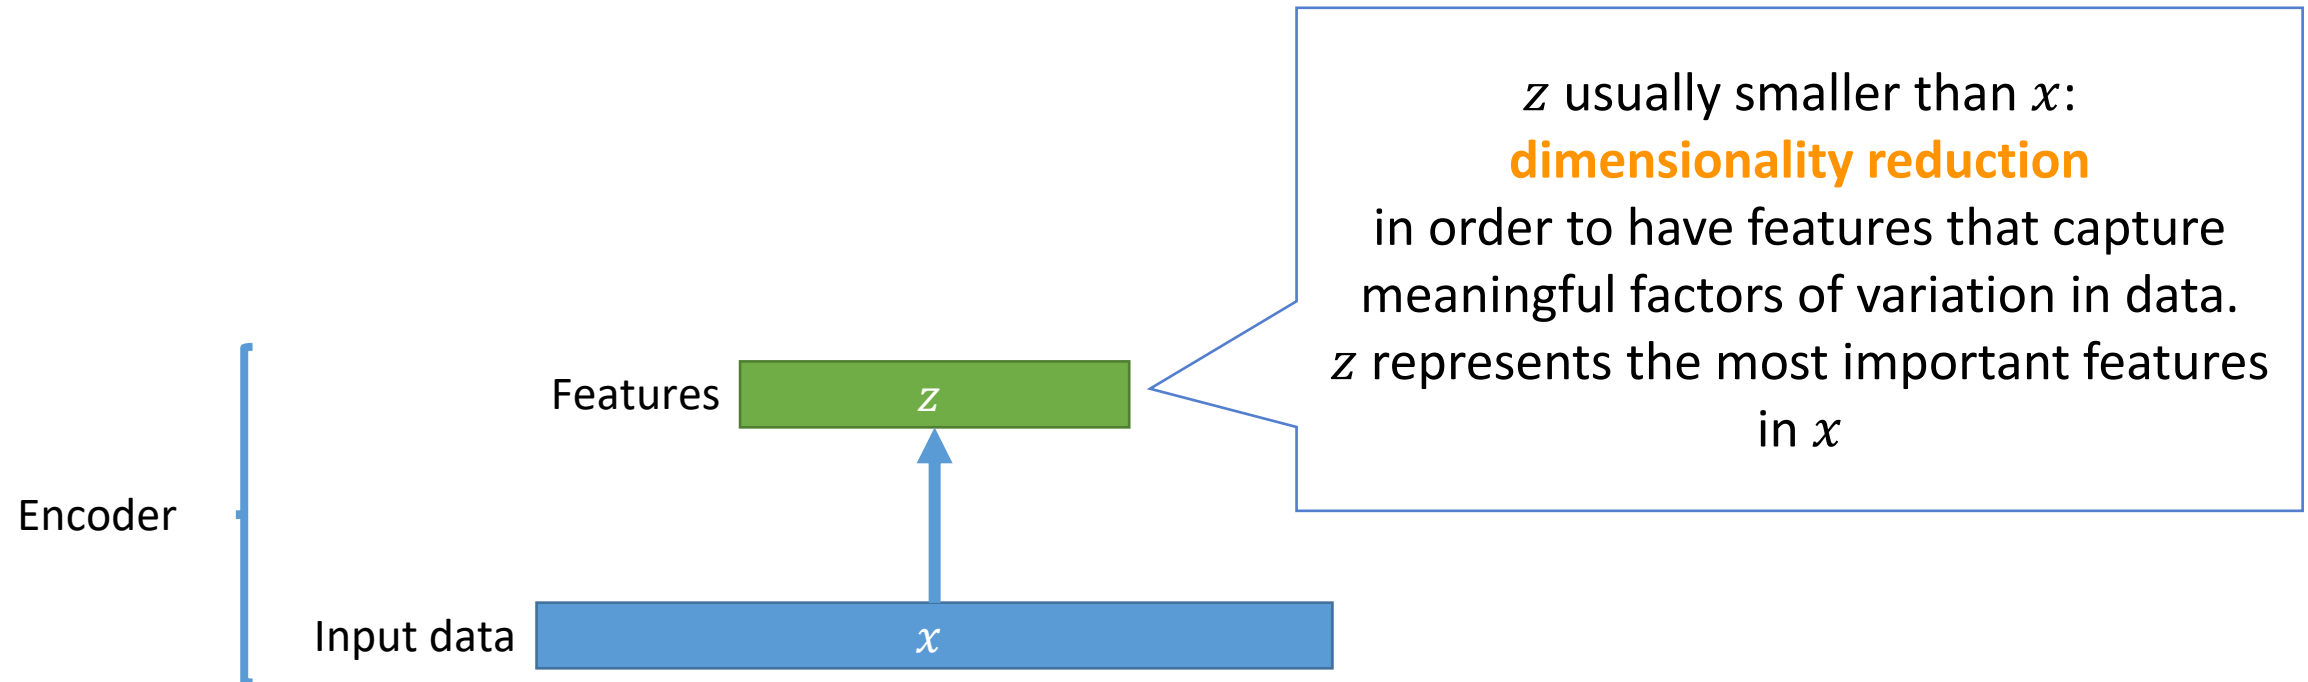 𝑧 usually smaller than 𝑥:
dimensionality reduction
in order to have features that capture
meaningful factors of variation in data.
𝑧 represents the most important features
in 𝑥
Features
𝑧
Encoder
Input data
𝑥